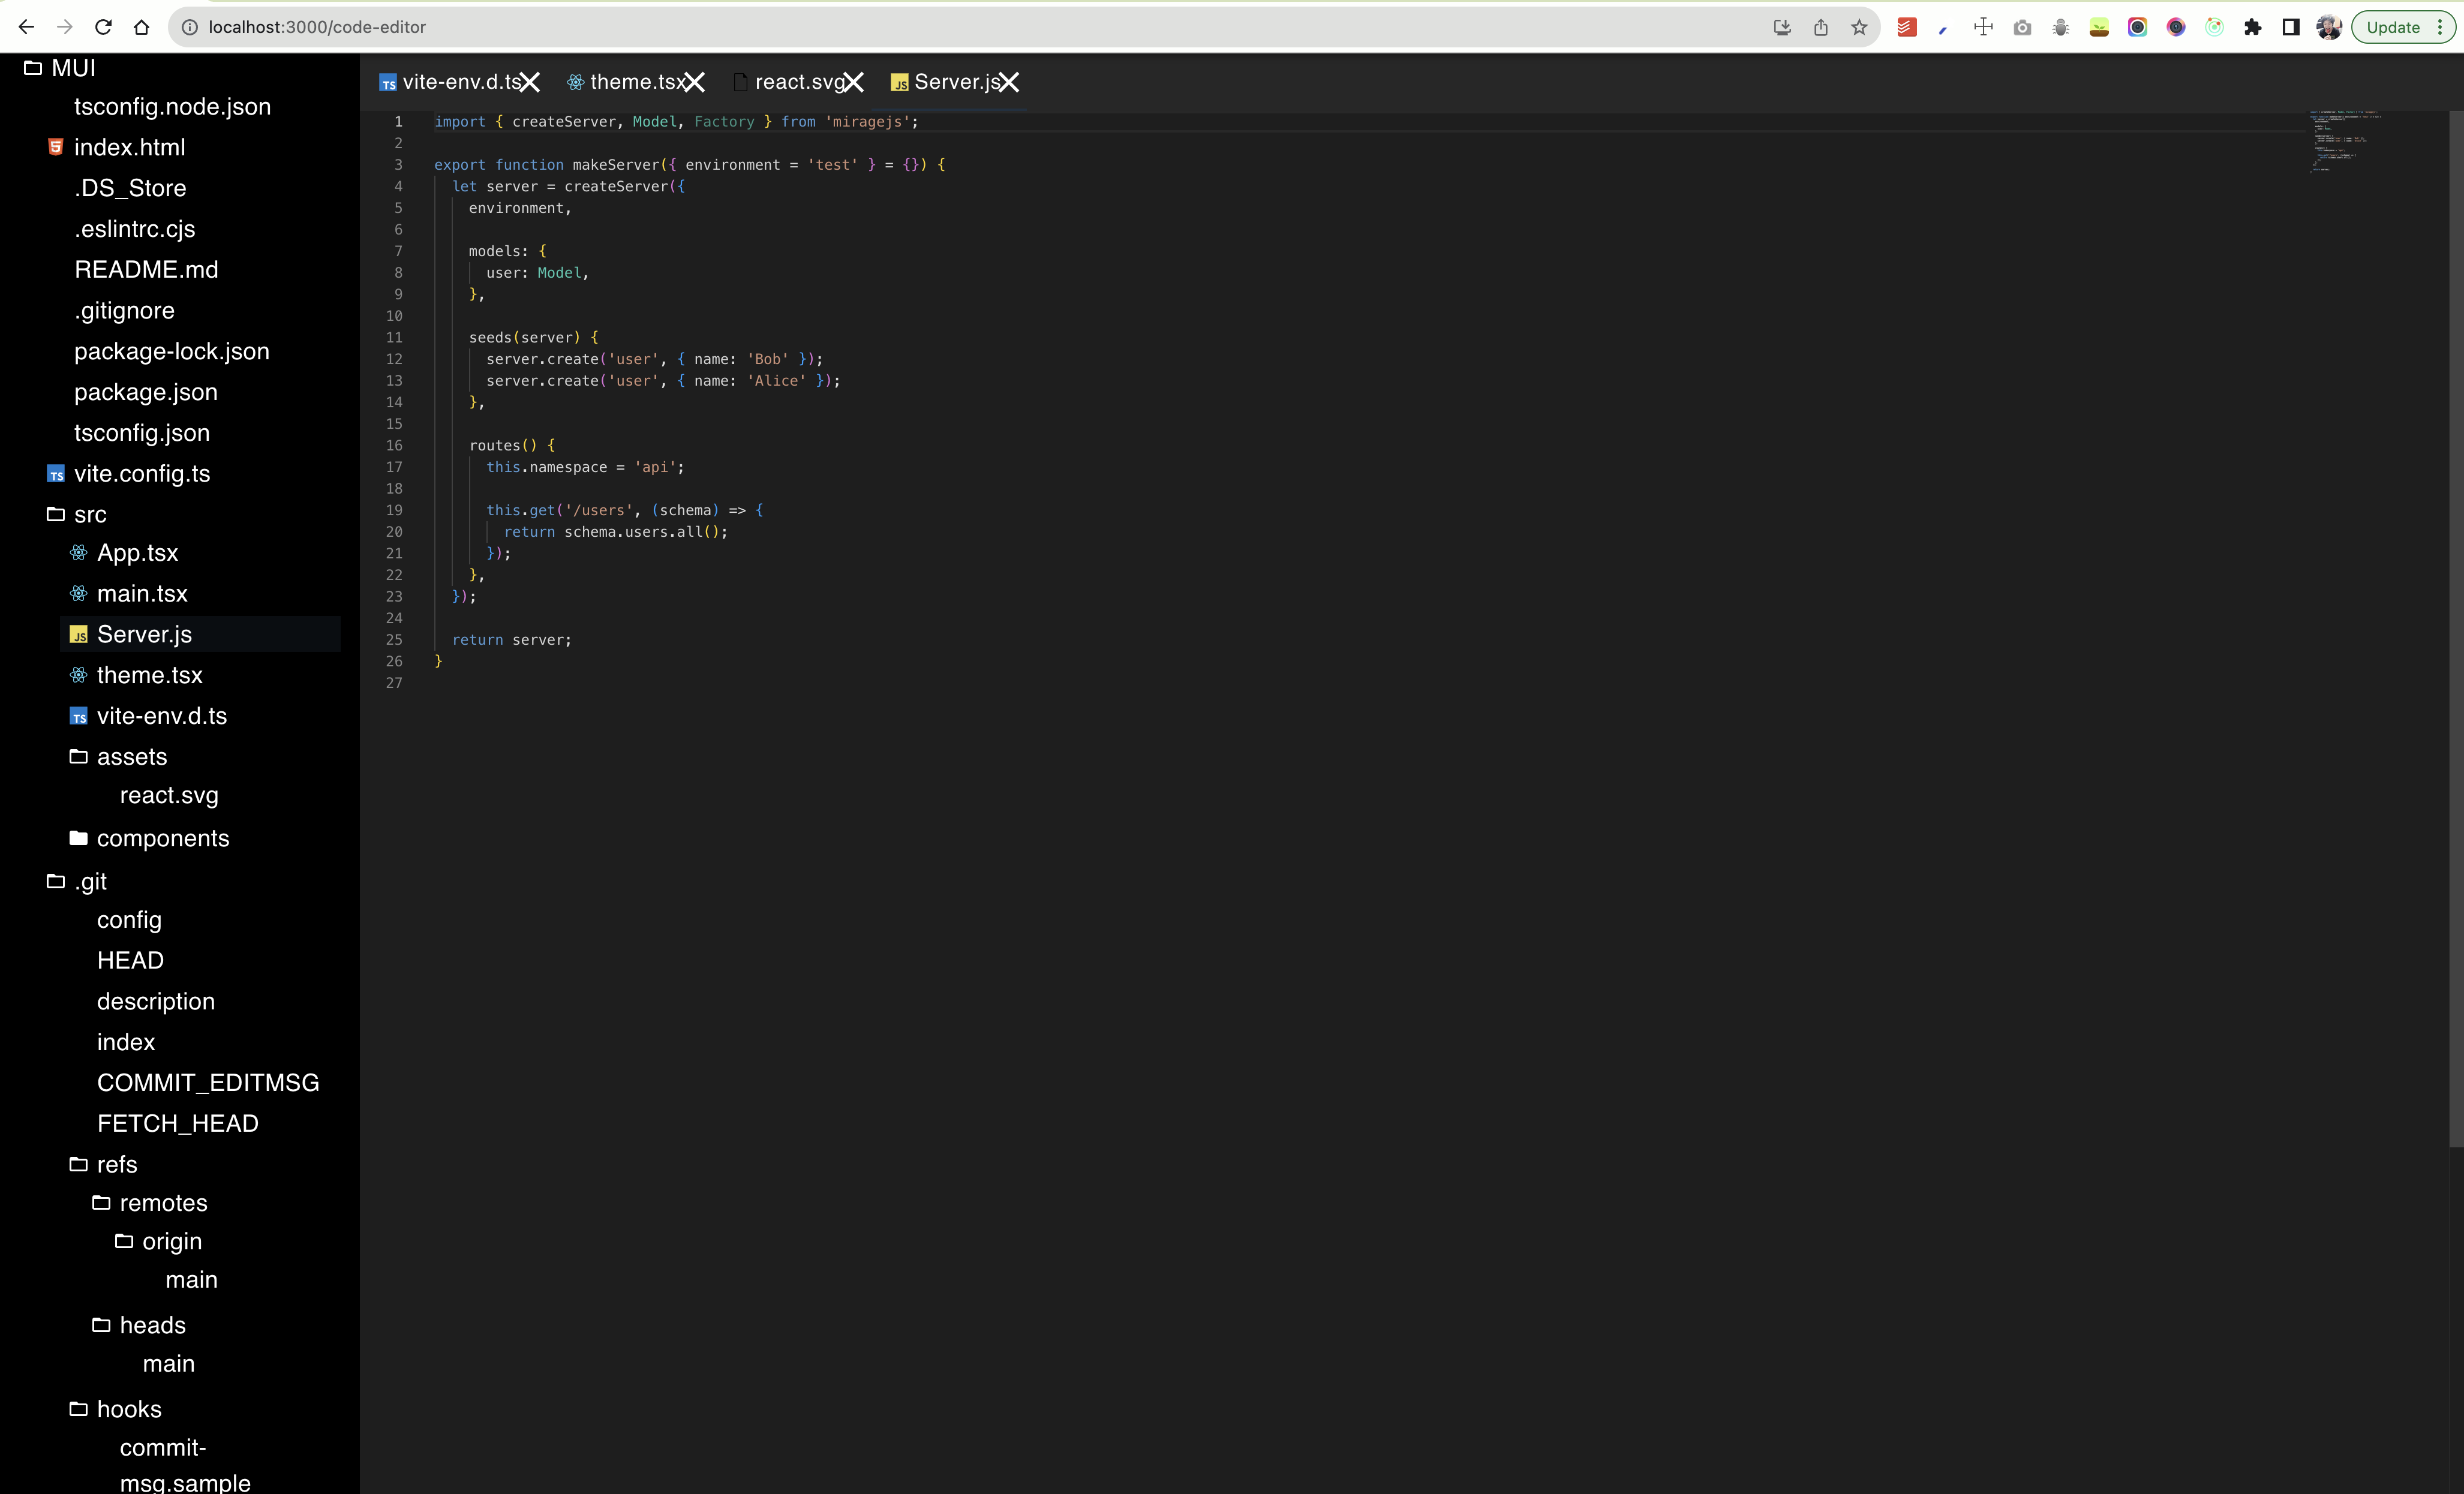 localhost:3000/code-editor
Update
MUI
tsconfig.node.json
index.html
.DS_Store
.eslintrc.cjs
README.md
.gitignore
package-lock.json
package.json
tsconfig.json
TS vite.config.ts
src
App.tsx
main.tsx
JS Server.js
theme.tsx
TS vite-env.d.ts
assets
react.svg
components
.git
config
HEAD
description
index
COMMIT_EDITMSG
FETCH_HEAD
refs
remotes
origin
main
heads
main
hooks
commit-
msg.sample
TS vite-env.d.ts theme.tsx react.svg JS Server.js
1 import { createServer, Model, Factory } from 'miragejs';
2
3 export function makeServer({ environment = 'test' } = {}) {
4 let server = createServer({
5 environment,
6
7 models: {
8 user: Model,
9 },
10
11 seeds(server) {
12 server.create('user', { name: 'Bob' });
13 server.create('user', { name: 'Alice' });
14 },
15
16 routes() {
17 this.namespace = 'api';
18
19 this.get('/users', (schema) => {
20 return schema.users.all();
21 });
22 },
23 });
24
25 return server;
26 }
27